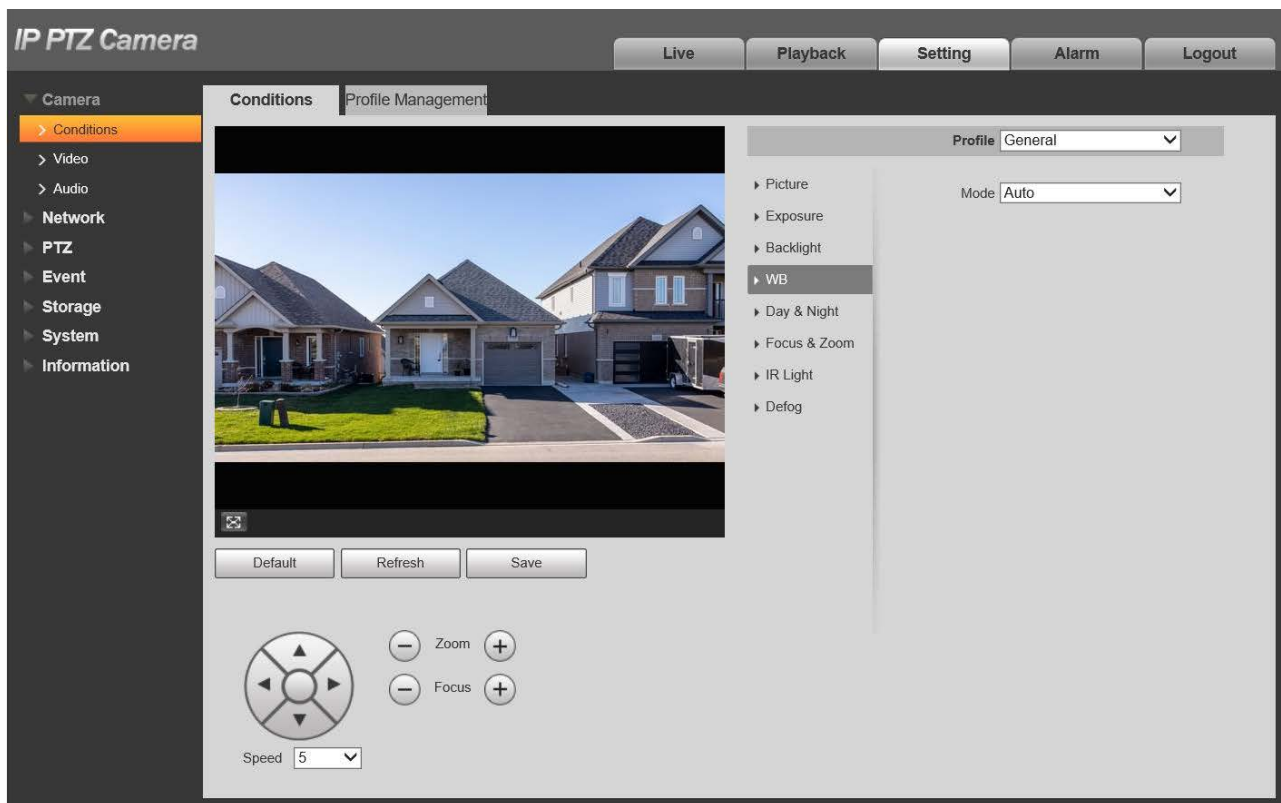 IP PTZ Camera
Live
Playback
Setting
Alarm
Logout
Camera
Conditions
Video
Audio
Network
PTZ
Event
Storage
System
Information
Conditions
Profile Management
Default
Refresh
Save
Zoom
Focus
Speed 5
Profile General
Picture
Exposure
Backlight
WB
Day & Night
Focus & Zoom
IR Light
Defog
Mode Auto